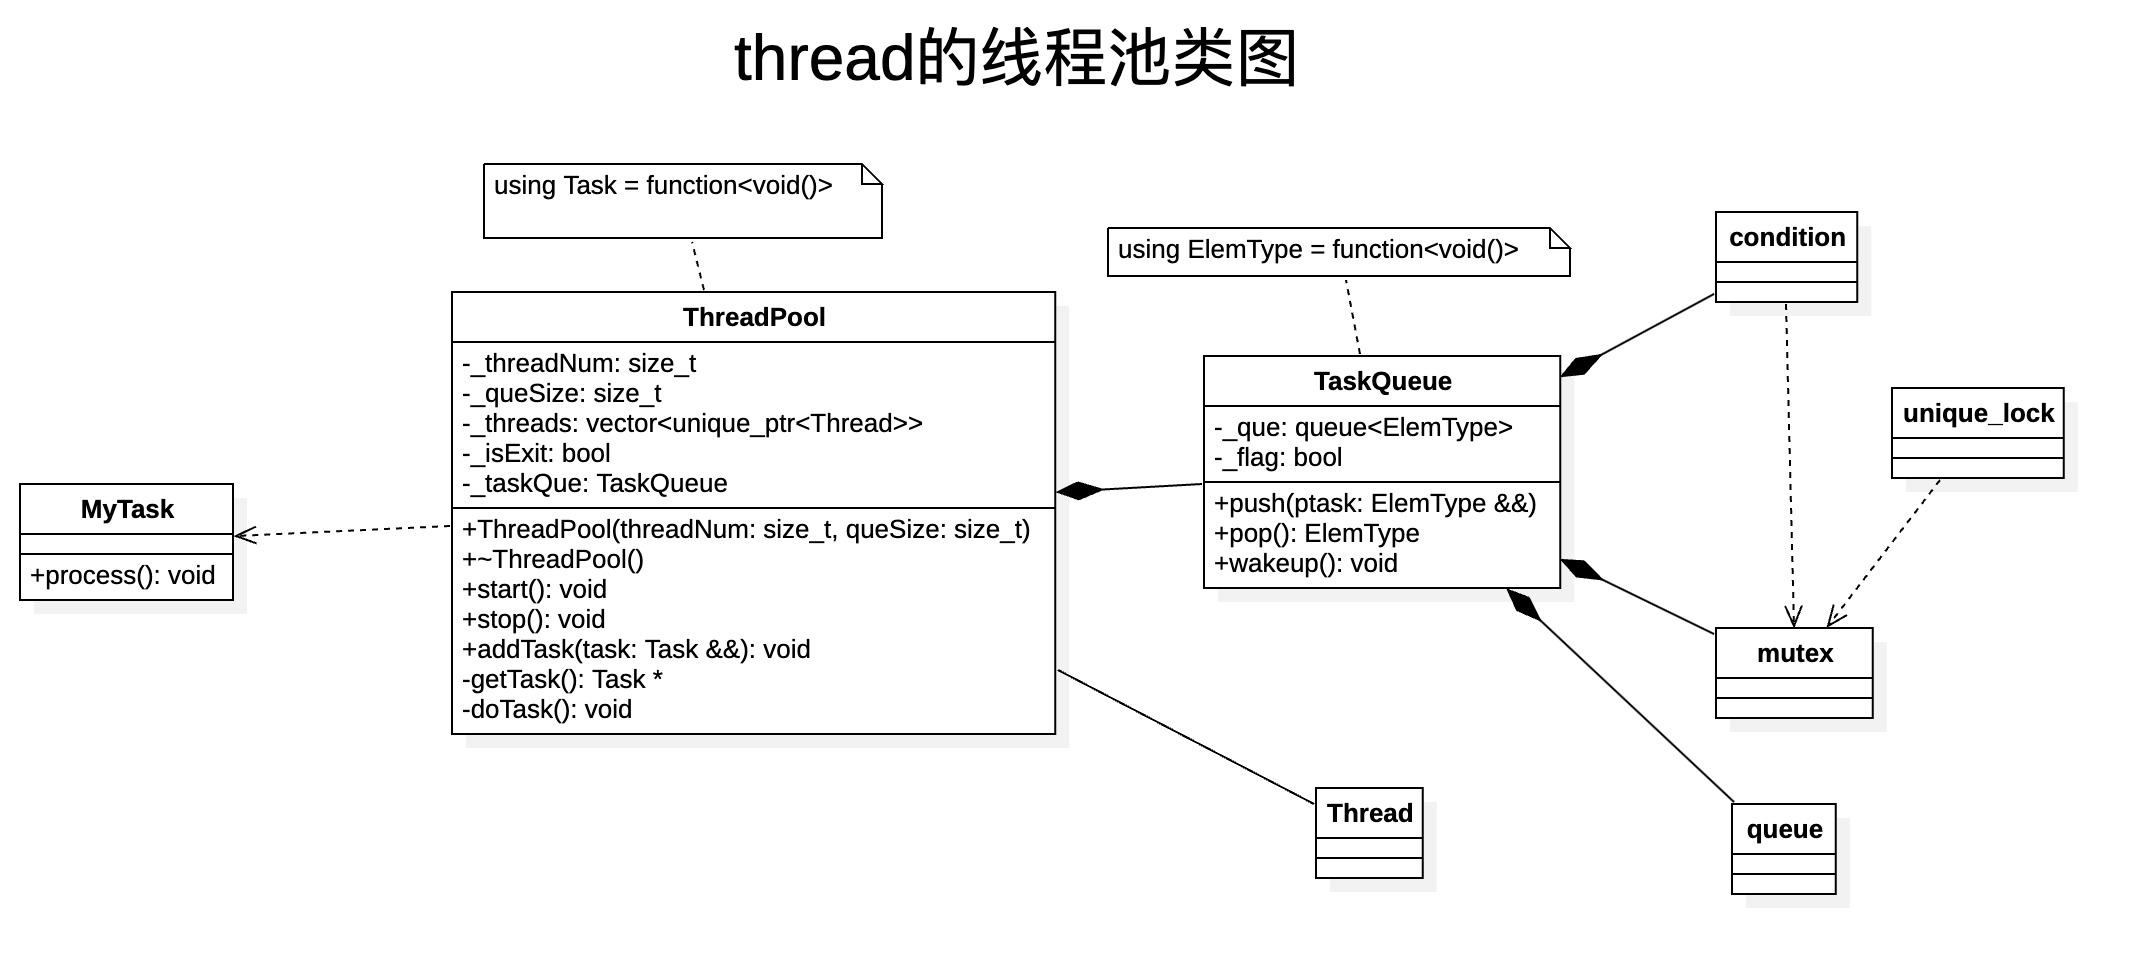 thread的线程池类图
using Task = function<void()>
using ElemType = function<void()>
condition
ThreadPool
-_threadNum: size_t
-_queSize: size_t
-_threads: vector<unique_ptr<Thread>>
-_isExit: bool
-_taskQue: TaskQueue
+ThreadPool(threadNum: size_t, queSize: size_t)
+~ThreadPool()
+start(): void
+stop(): void
+addTask(task: Task &&): void
-getTask(): Task *
-doTask(): void
TaskQueue
-_que: queue<ElemType>
-_flag: bool
+push(ptask: ElemType &&)
+pop(): ElemType
+wakeup(): void
unique_lock
MyTask
+process(): void
mutex
Thread
queue